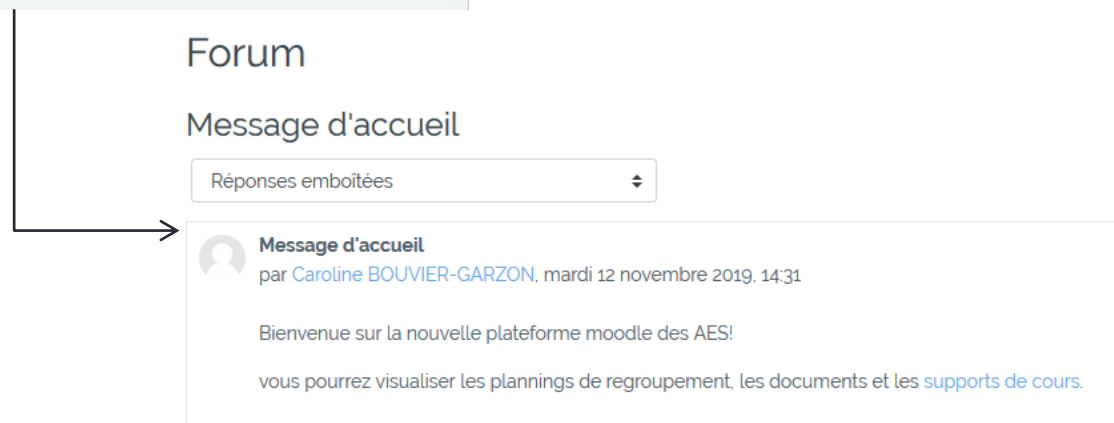 Forum
Message d'accueil
Réponses emboîtées
Message d'accueil
par Caroline BOUVIER-GARZON, mardi 12 novembre 2019, 14:31
Bienvenue sur la nouvelle plateforme moodle des AES!
vous pourrez visualiser les plannings de regroupement, les documents et les supports de cours.